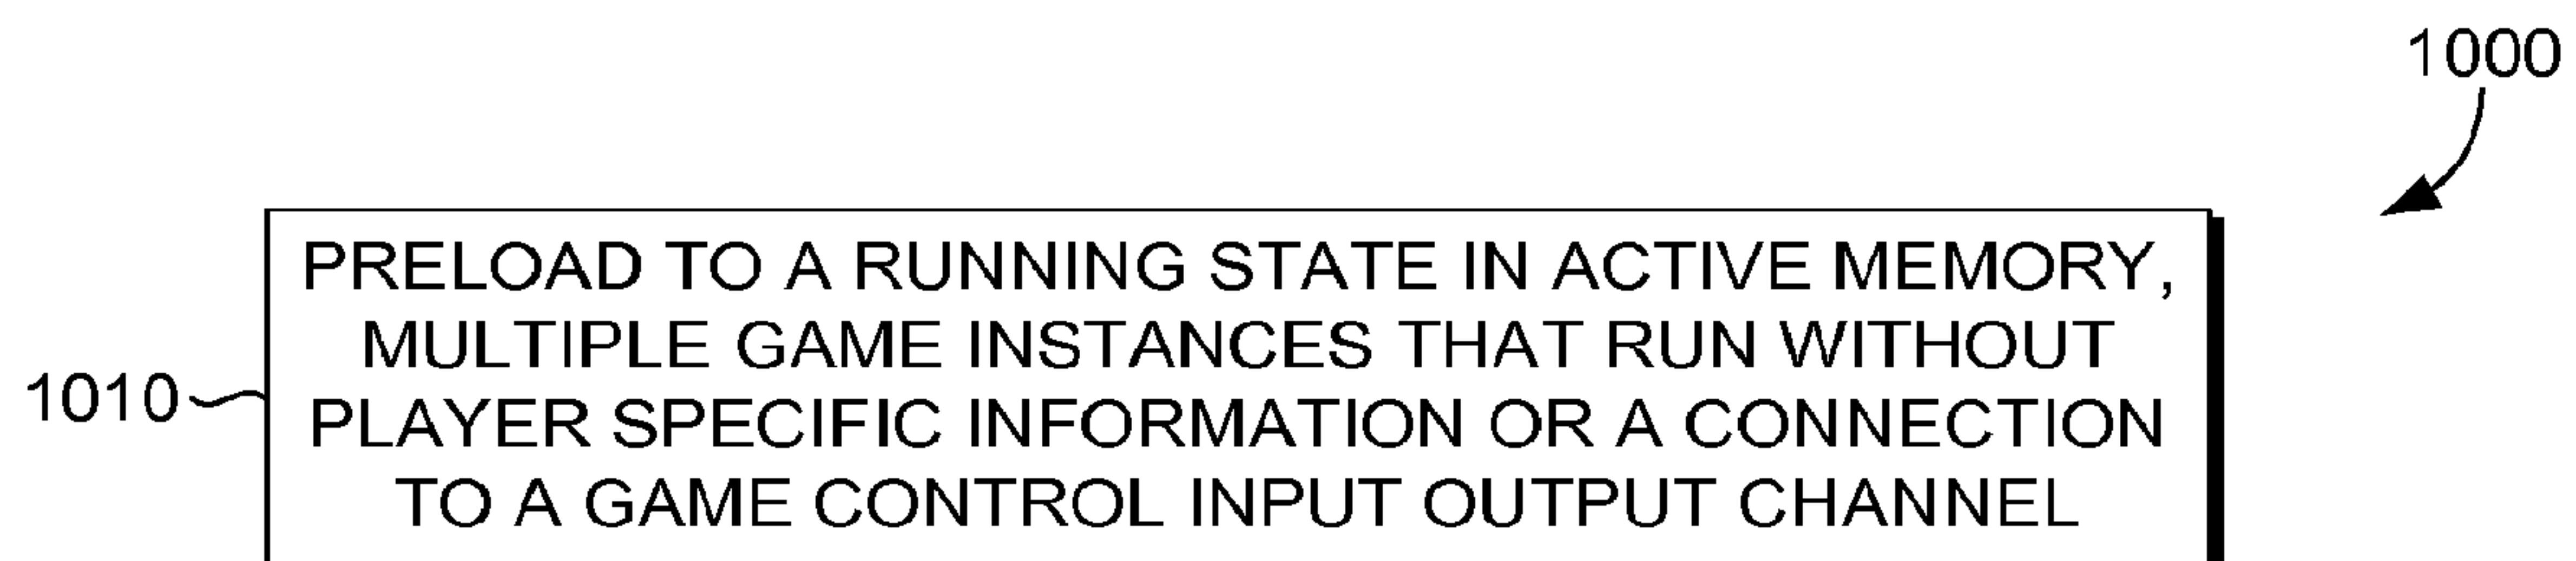 1000
PRELOAD TO A RUNNING STATE IN ACTIVE MEMORY,
MULTIPLE GAME INSTANCES THAT RUN WITHOUT
1010
PLAYER SPECIFIC INFORMATION OR A CONNECTION
TO A GAME CONTROL INPUT OUTPUT CHANNEL